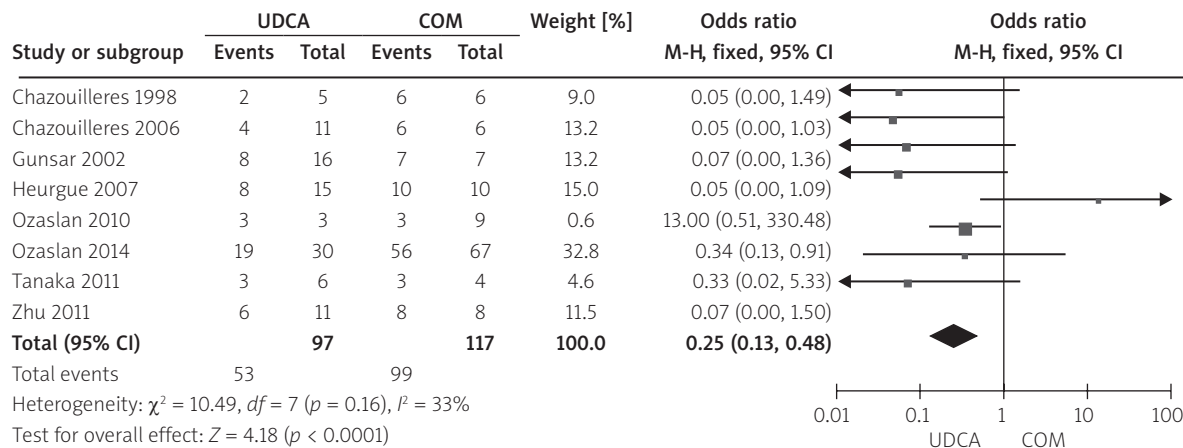 UDCA COM Weight [%] Odds ratio Odds ratio
Study or subgroup Events Total Events Total M-H, fixed, 95% CI M-H, fixed, 95% CI
Chazouilleres 1998 2 5 6 6 9.0 0.05 (0.00, 1.49)
Chazouilleres 2006 4 11 6 6 13.2 0.05 (0.00, 1.03)
Gunsar 2002 8 16 7 7 13.2 0.07 (0.00, 1.36)
Heurgue 2007 8 15 10 10 15.0 0.05 (0.00, 1.09)
Ozaslan 2010 3 3 3 9 0.6 13.00 (0.51, 330.48)
Ozaslan 2014 19 30 56 67 32.8 0.34 (0.13, 0.91)
Tanaka 2011 3 6 3 4 4.6 0.33 (0.02, 5.33)
Zhu 2011 6 11 8 8 11.5 0.07 (0.00, 1.50)
Total (95% CI) 97 117 100.0 0.25 (0.13, 0.48)
Total events 53 99
Heterogeneity: χ² = 10.49, df = 7 (p = 0.16), I² = 33%
Test for overall effect: Z = 4.18 (p < 0.0001)
0.01 0.1 1 10 100
UDCA COM